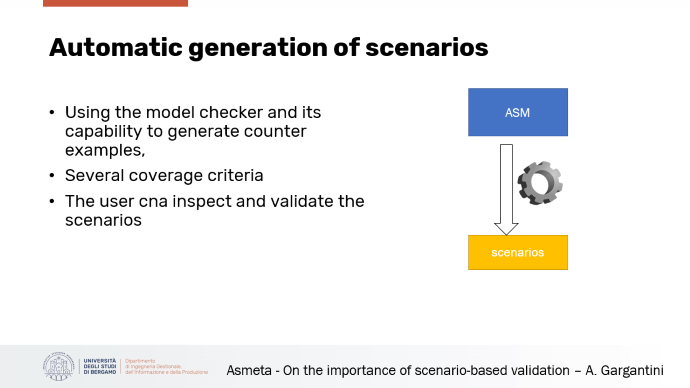 Automatic generation of scenarios
• Using the model checker and its
capability to generate counter
examples,
• Several coverage criteria
• The user cna inspect and validate the
scenarios
ASM
scenarios
UNIVERSITÀ
DEGLI STUDI
DI BERGAMO
Dipartimento
di Ingegneria Gestionale,
dell'Informazione e della Produzione
Asmeta - On the importance of scenario-based validation – A. Gargantini